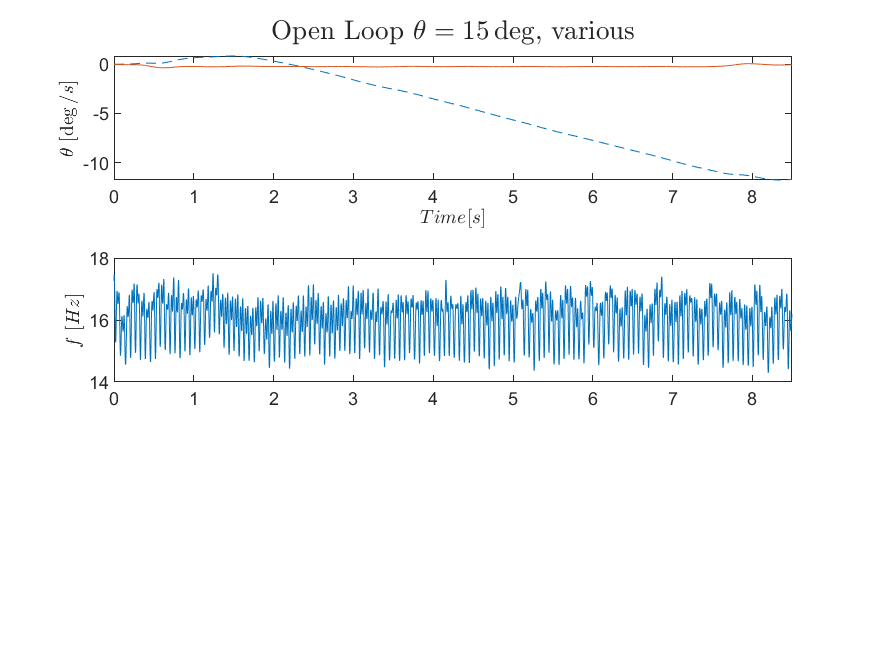 Open Loop θ = 15 deg, various
0
-5
-10
θ [deg / s]
0 1 2 3 4 5 6 7 8
Time[s]
18
16
14
f [Hz]
0 1 2 3 4 5 6 7 8